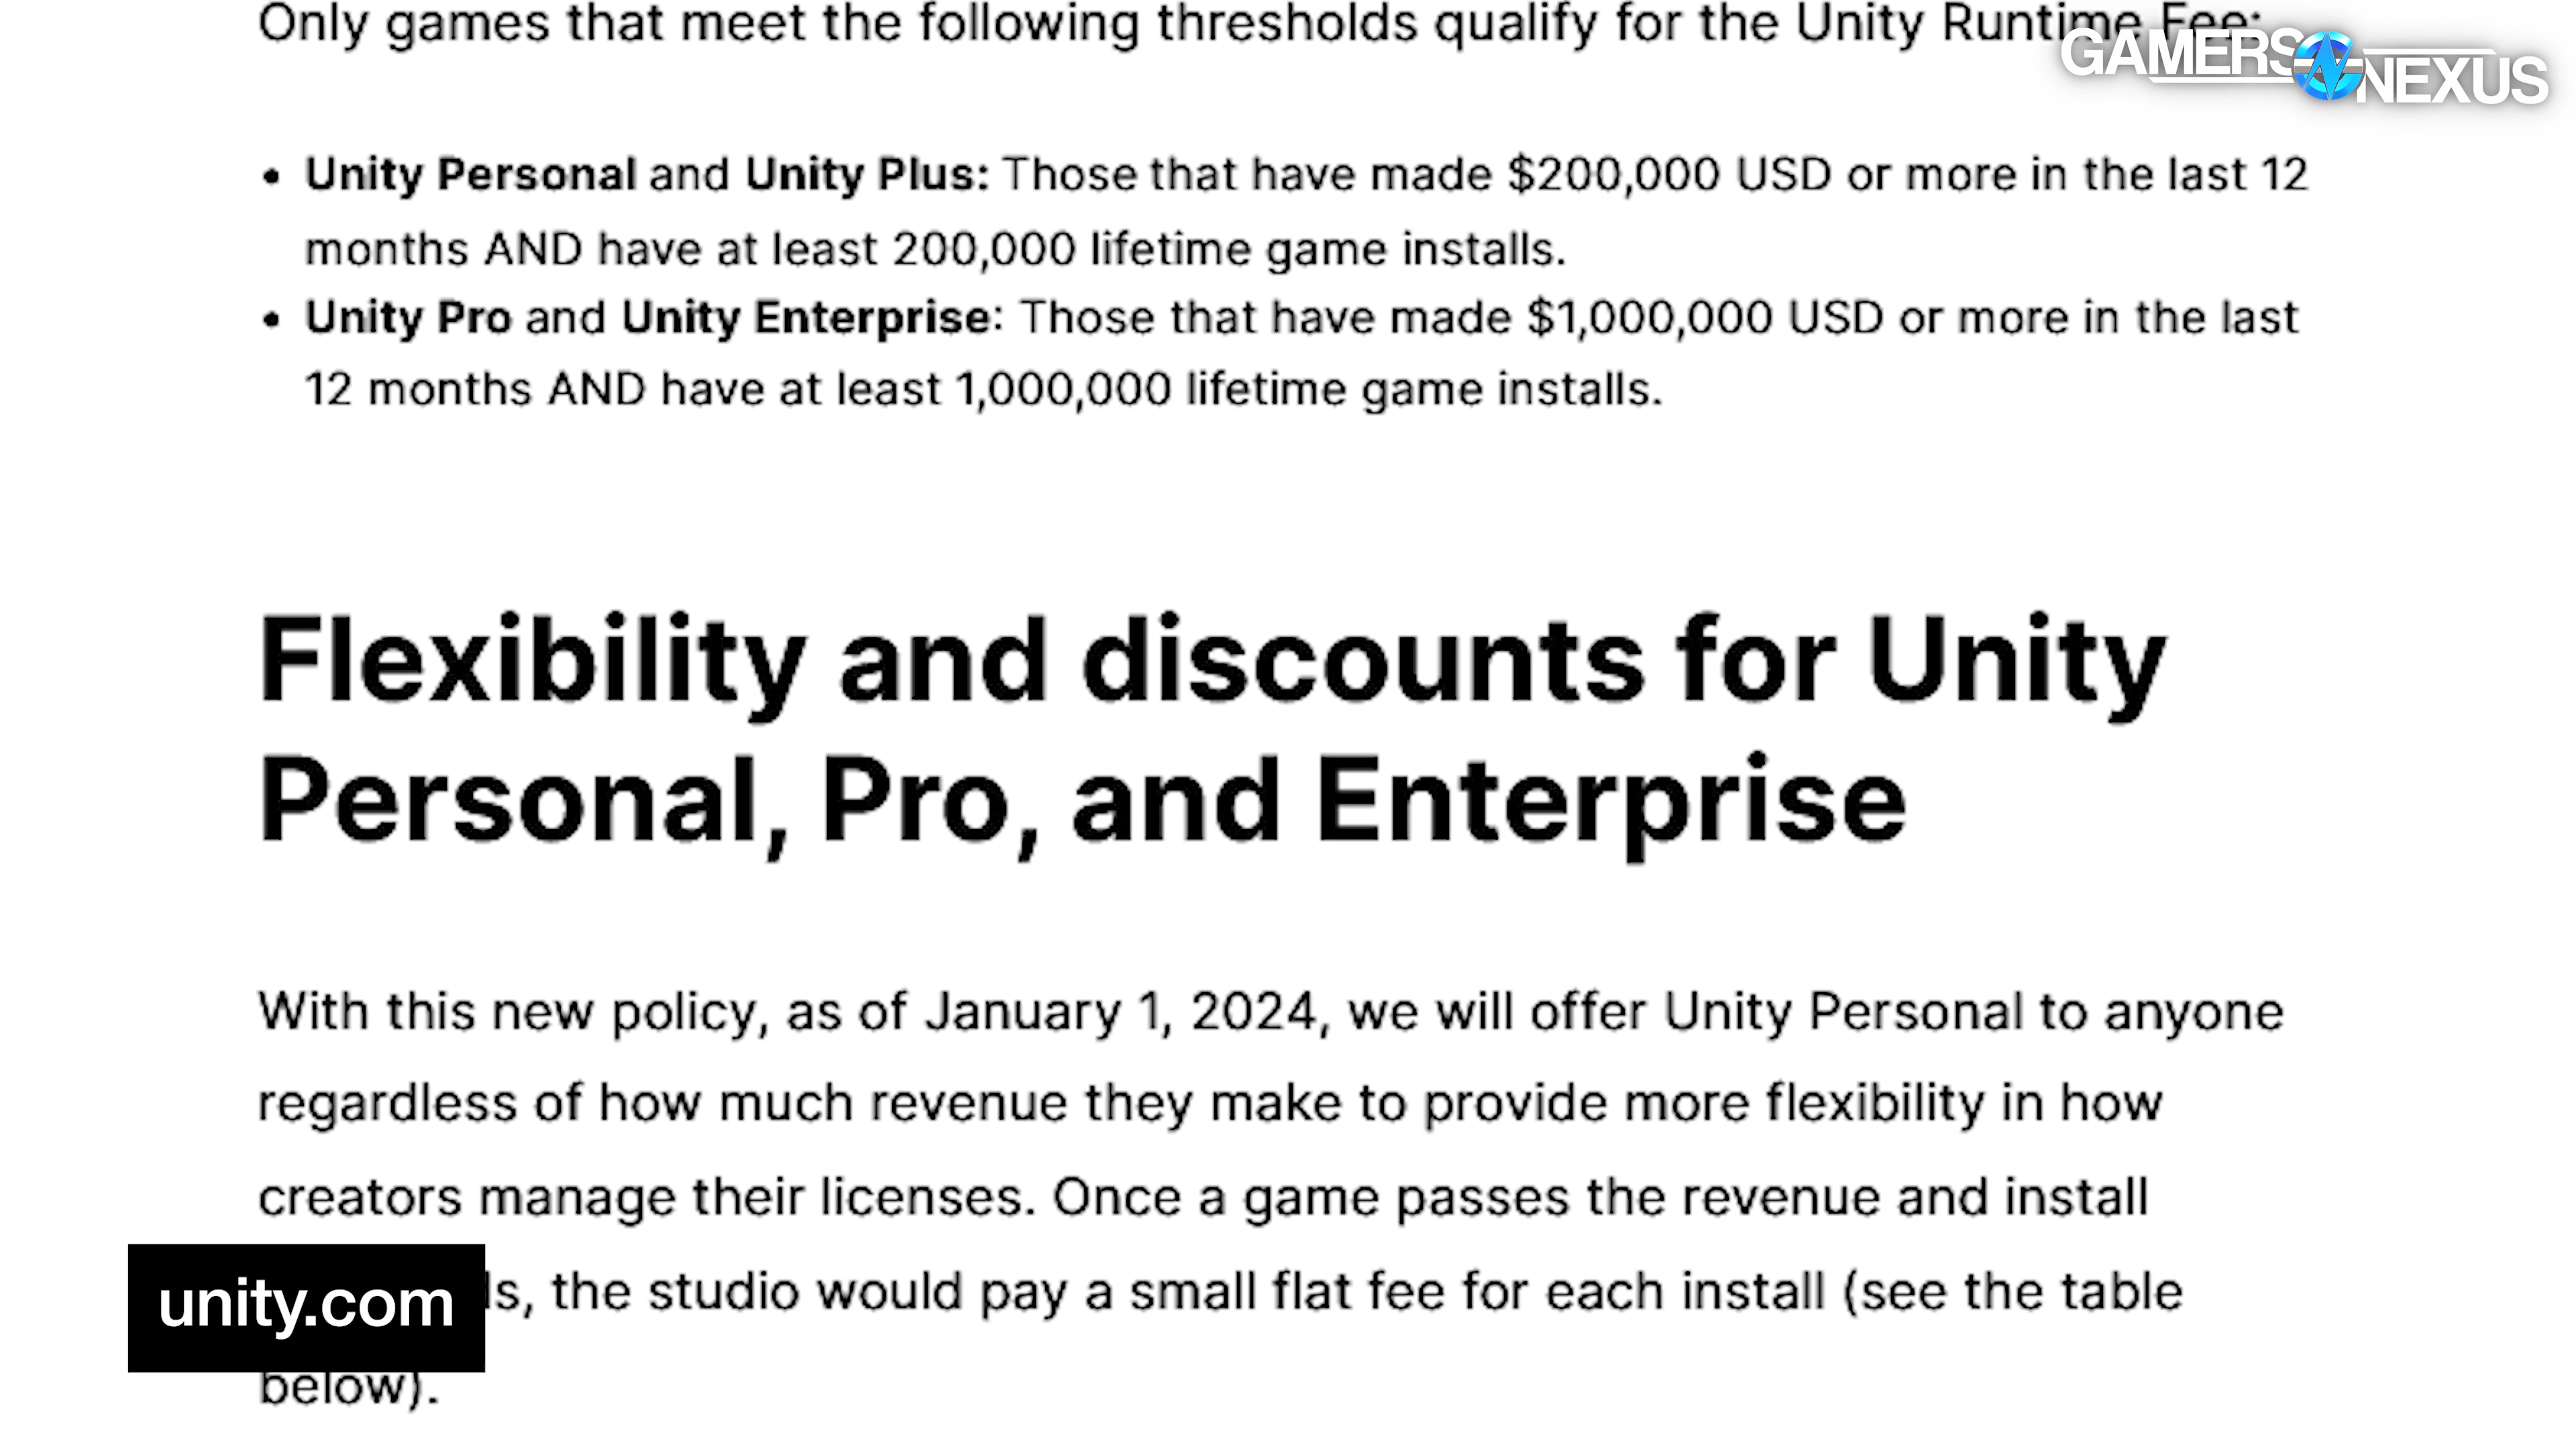 Only games that meet the following thresholds qualify for the Unity Runtime Fee:
GAMERS NEXUS
• Unity Personal and Unity Plus: Those that have made $200,000 USD or more in the last 12
months AND have at least 200,000 lifetime game installs.
• Unity Pro and Unity Enterprise: Those that have made $1,000,000 USD or more in the last
12 months AND have at least 1,000,000 lifetime game installs.
Flexibility and discounts for Unity
Personal, Pro, and Enterprise
With this new policy, as of January 1, 2024, we will offer Unity Personal to anyone
regardless of how much revenue they make to provide more flexibility in how
creators manage their licenses. Once a game passes the revenue and install
ls, the studio would pay a small flat fee for each install (see the table
unity.com
below).